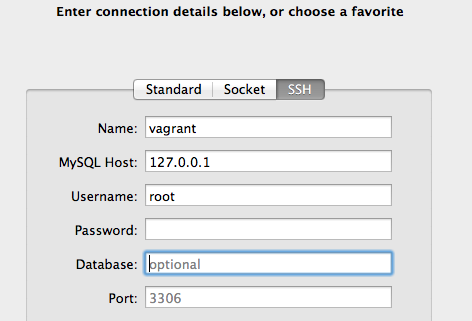 Enter connection details below, or choose a favorite
Standard Socket SSH
Name: vagrant
MySQL Host: 127.0.0.1
Username: root
Password:
Database: optional
Port: 3306